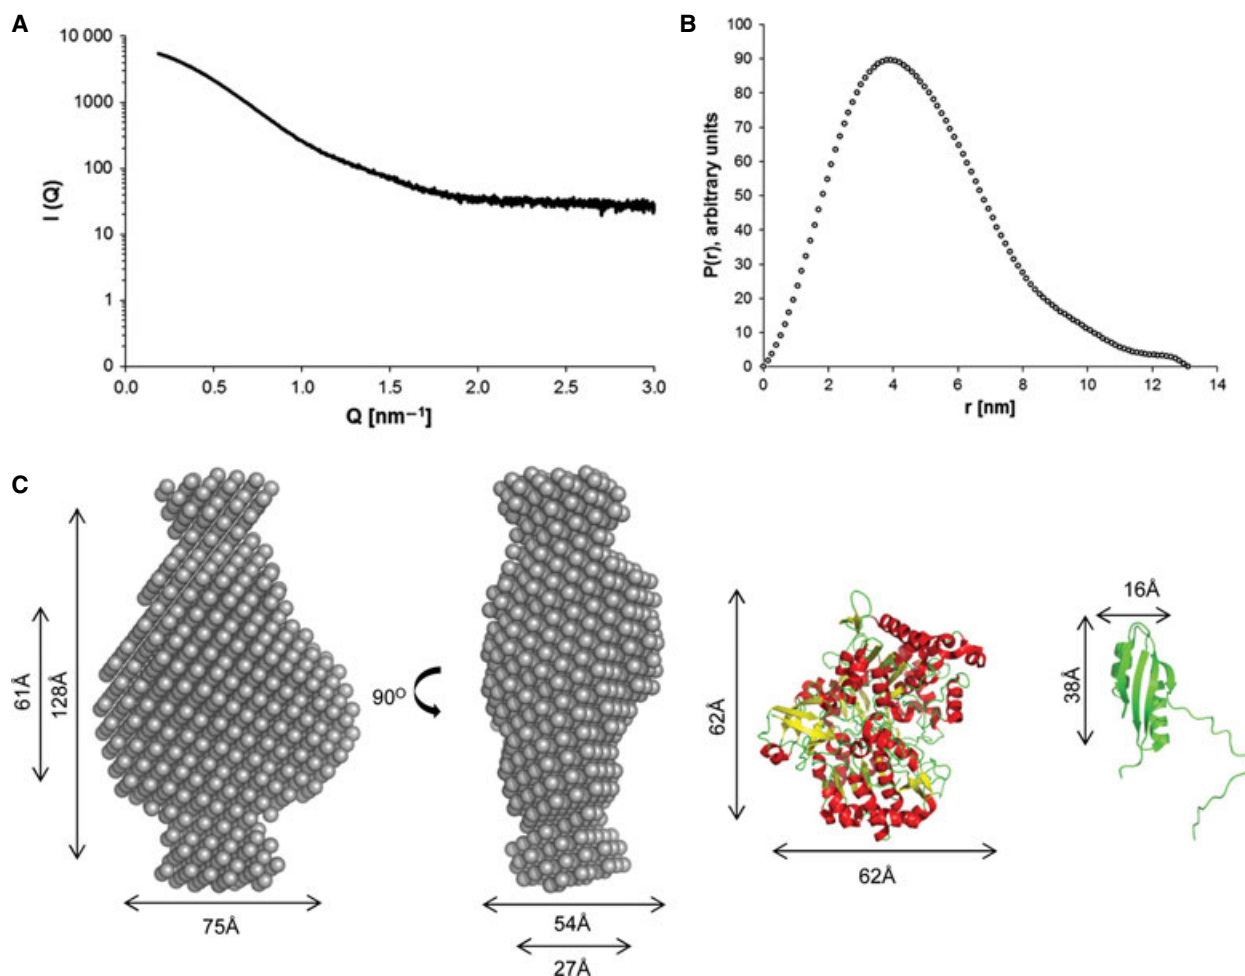 A
10 000
1000
100
10
1
0
I (Q)
0.0 0.5 1.0 1.5 2.0 2.5 3.0
Q [nm⁻¹]
B
100
90
80
70
60
50
40
30
20
10
0
P(r), arbitrary units
0 2 4 6 8 10 12 14
r [nm]
C
61Å
128Å
75Å
90°
54Å
27Å
62Å
62Å
16Å
38Å